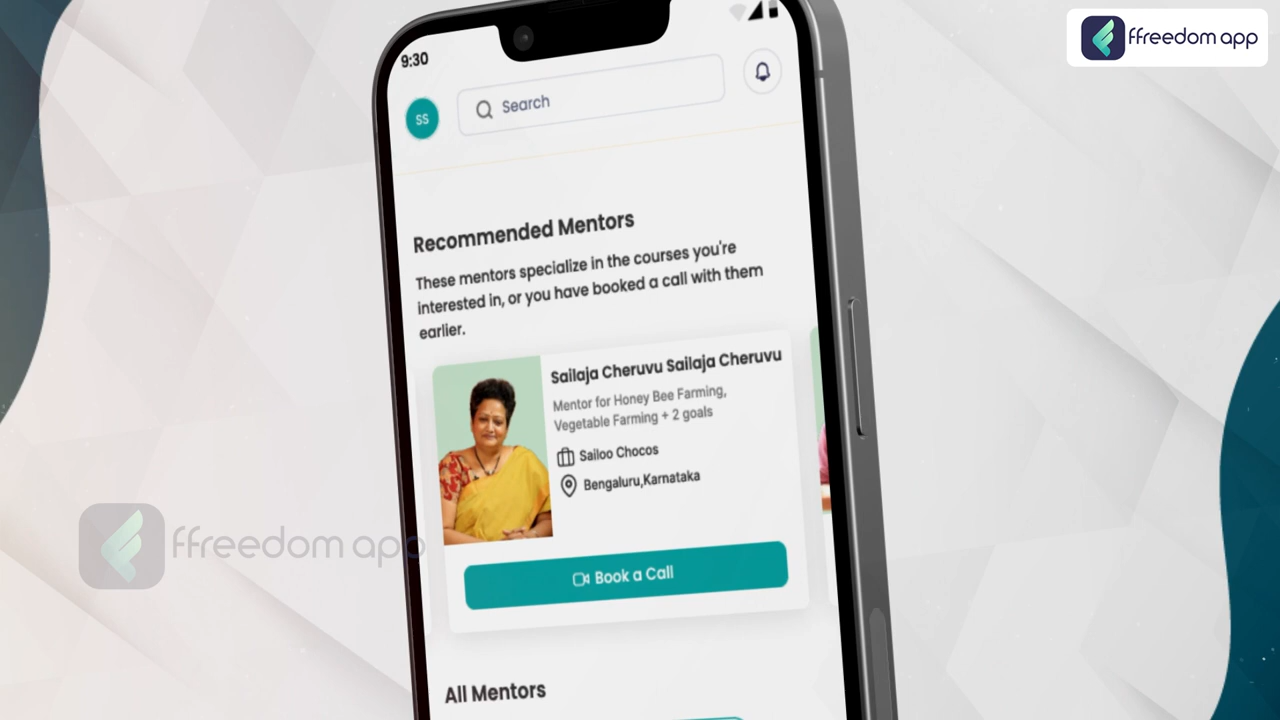 ffreedom app
9:30
SS
Search
Recommended Mentors
These mentors specialize in the courses you're
interested in, or you have booked a call with them
earlier.
Sailaja Cheruvu Sailaja Cheruvu
Mentor for Honey Bee Farming,
Vegetable Farming + 2 goals
Sailoo Chocos
Bengaluru,Karnataka
ffreedom app
Book a Call
All Mentors